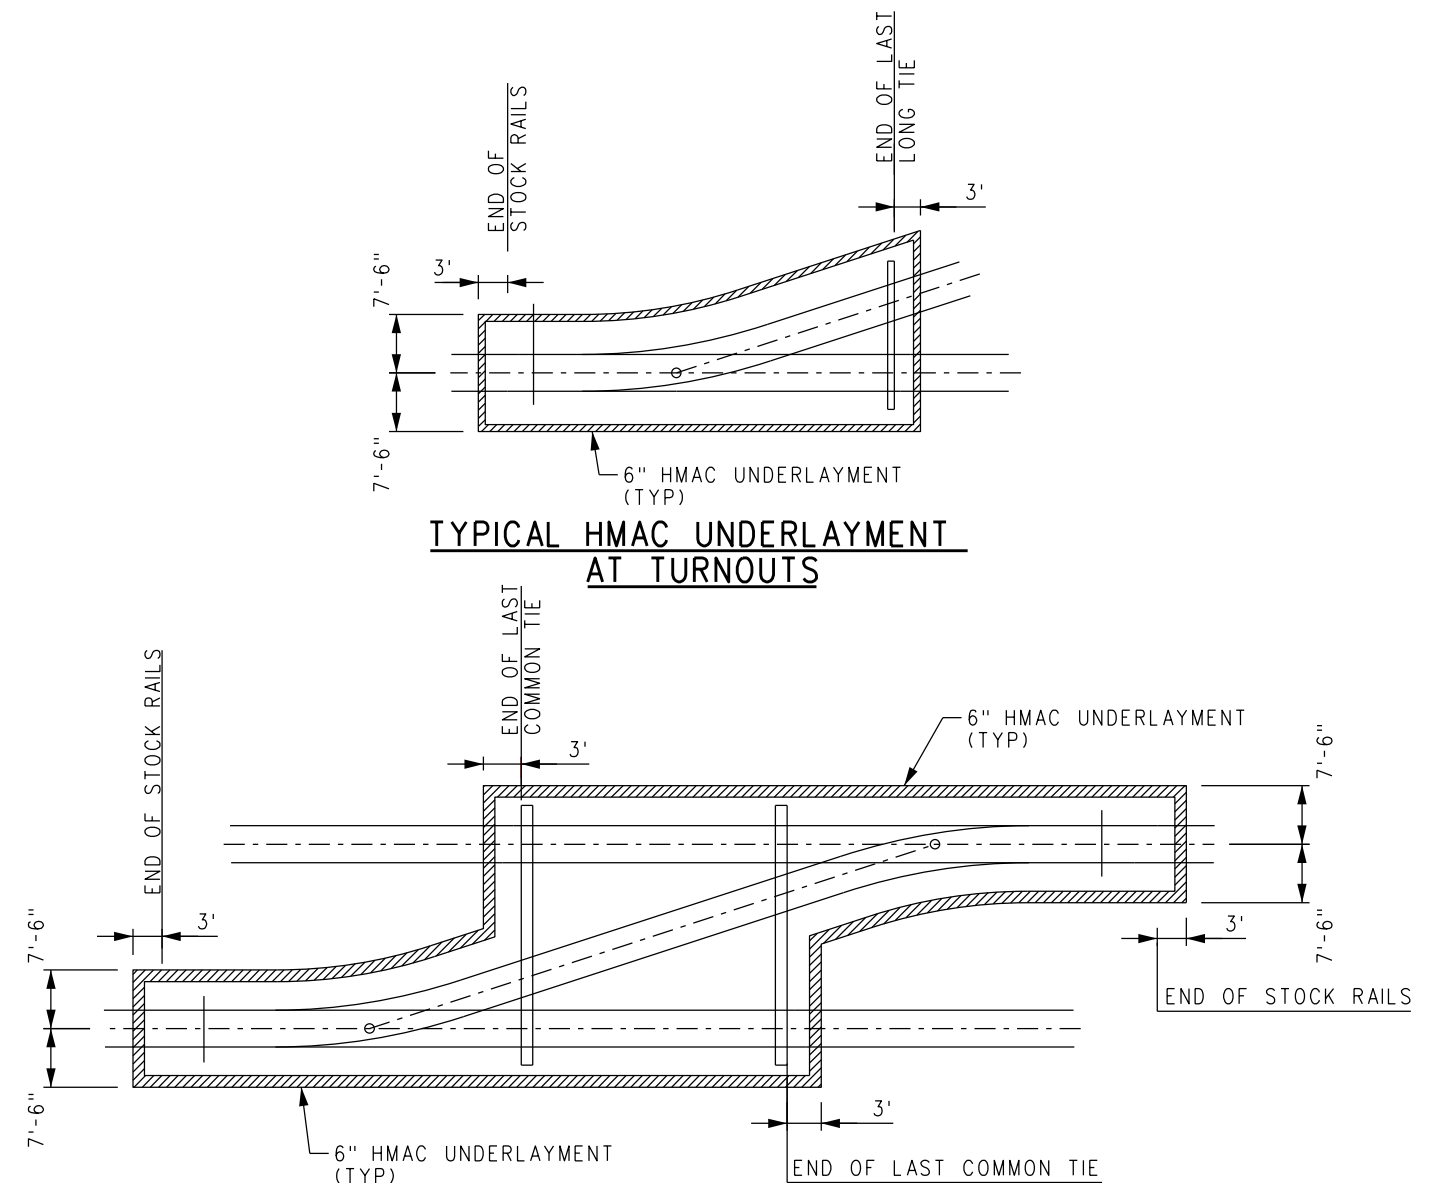 END OF LAST
LONG TIE
END OF
STOCK RAILS
3'
3'
7'-6"
7'-6"
6" HMAC UNDERLAYMENT
(TYP)
TYPICAL HMAC UNDERLAYMENT
AT TURNOUTS
END OF LAST
COMMON TIE
END OF STOCK RAILS
6" HMAC UNDERLAYMENT
(TYP)
3'
7'-6"
7'-6"
3'
7'-6"
3'
END OF STOCK RAILS
7'-6"
3'
6" HMAC UNDERLAYMENT
(TYP)
END OF LAST COMMON TIE